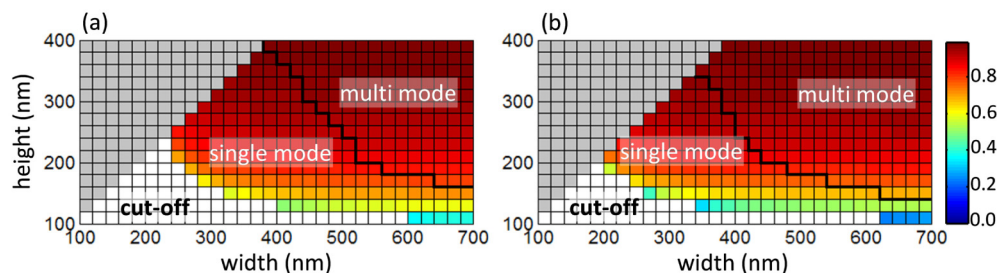 (a)
(b)
400
300
200
100
height (nm)
multi mode
single mode
cut-off
100 200 300 400 500 600 700
width (nm)
400
300
200
100
multi mode
single mode
cut-off
100 200 300 400 500 600 700
width (nm)
0.8
0.6
0.4
0.2
0.0